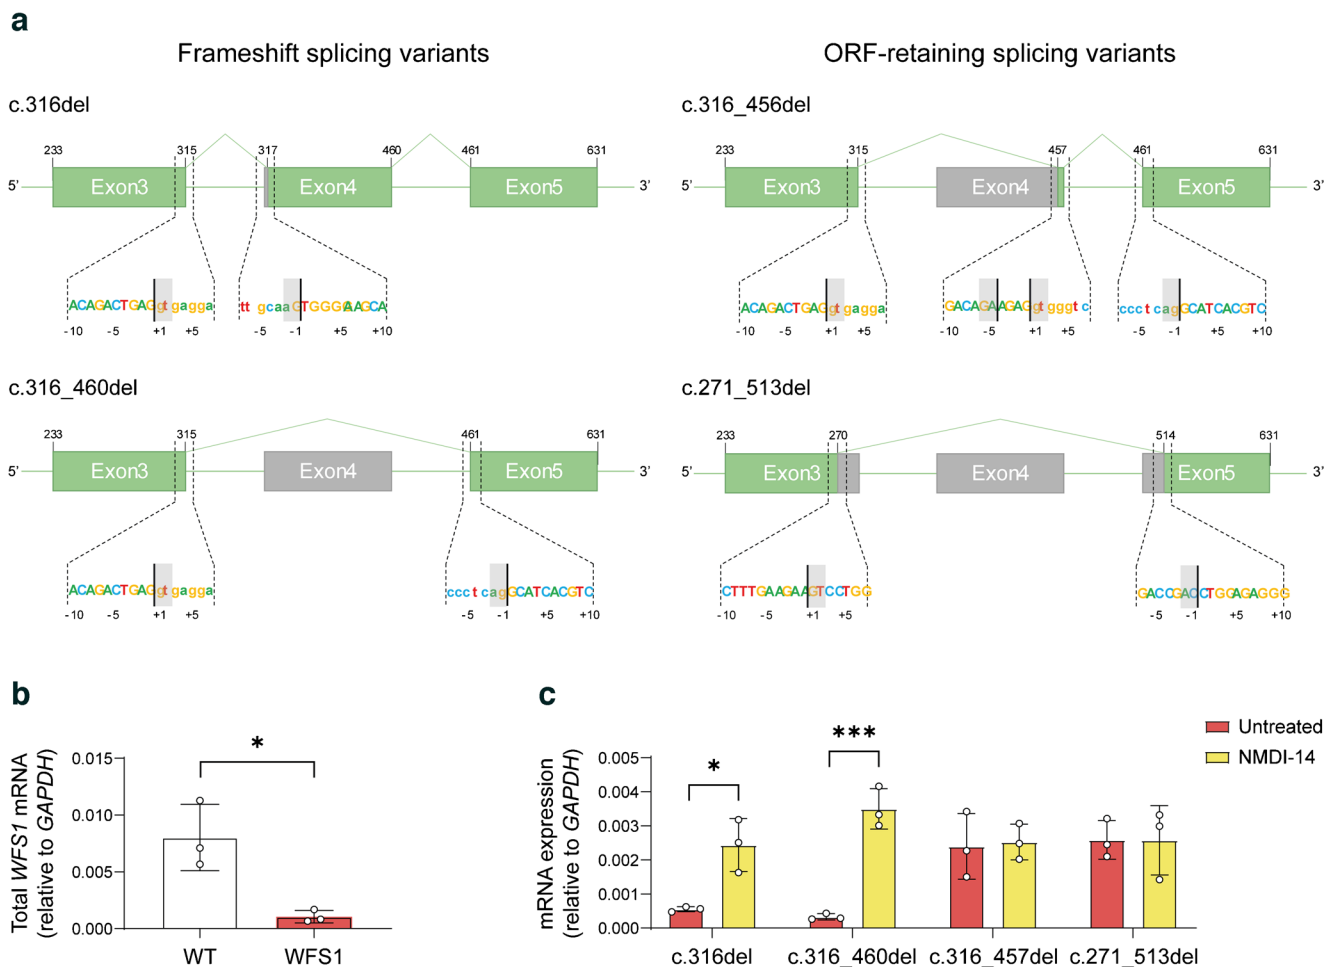 a
Frameshift splicing variants
ORF-retaining splicing variants
c.316del
233 315 317 460 461 631
5' Exon3 Exon4 Exon5 3'
ACAGACTGAGgtgagga ttgcaaGTGGGAAGCA
-10 -5 +1 +5 -5 -1 +5 +10
c.316_456del
233 315 457 461 631
5' Exon3 Exon4 Exon5 3'
ACAGACTGAGgtgagga GACAGAAGAGgtgggtc ccctcagGCATCACGTC
-10 -5 +1 +5 -10 -5 +1 +5 -5 -1 +5 +10
c.316_460del
233 315 461 631
5' Exon3 Exon4 Exon5 3'
ACAGACTGAGgtgagga ccctcagGCATCACGTC
-10 -5 +1 +5 -5 -1 +5 +10
c.271_513del
233 270 514 631
5' Exon3 Exon4 Exon5 3'
CTTTGAAGAAGTCCTGG GACCGACCTGGAGAGGG
-10 -5 +1 +5 -5 -1 +5 +10
b
Total WFS1 mRNA
(relative to GAPDH)
0.015
0.010
0.005
0.000
*
WT WFS1
c
mRNA expression
(relative to GAPDH)
0.005
0.004
0.003
0.002
0.001
0.000
* ***
c.316del c.316_460del c.316_457del c.271_513del
Untreated
NMDI-14